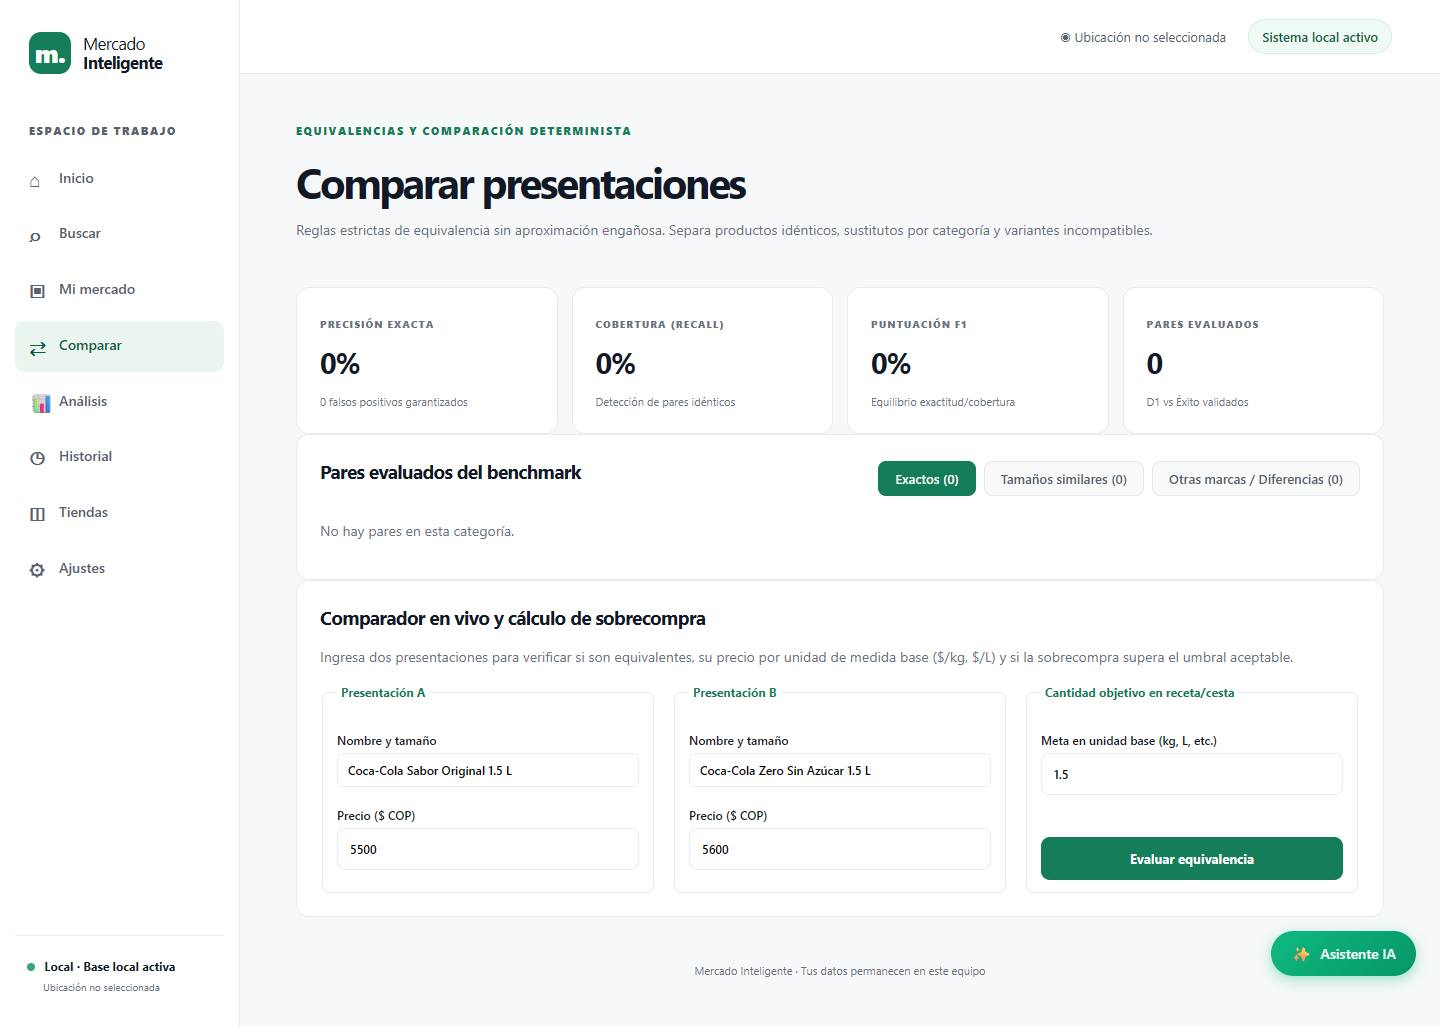 m.
Mercado
Inteligente
ESPACIO DE TRABAJO
Inicio
Buscar
Mi mercado
Comparar
Análisis
Historial
Tiendas
Ajustes
Local · Base local activa
Ubicación no seleccionada
Ubicación no seleccionada
Sistema local activo
EQUIVALENCIAS Y COMPARACIÓN DETERMINISTA
Comparar presentaciones
Reglas estrictas de equivalencia sin aproximación engañosa. Separa productos idénticos, sustitutos por categoría y variantes incompatibles.
PRECISIÓN EXACTA
0%
0 falsos positivos garantizados
COBERTURA (RECALL)
0%
Detección de pares idénticos
PUNTUACIÓN F1
0%
Equilibrio exactitud/cobertura
PARES EVALUADOS
0
D1 vs Éxito validados
Pares evaluados del benchmark
Exactos (0)
Tamaños similares (0)
Otras marcas / Diferencias (0)
No hay pares en esta categoría.
Comparador en vivo y cálculo de sobrecompra
Ingresa dos presentaciones para verificar si son equivalentes, su precio por unidad de medida base ($/kg, $/L) y si la sobrecompra supera el umbral aceptable.
Presentación A
Nombre y tamaño
Coca-Cola Sabor Original 1.5 L
Precio ($ COP)
5500
Presentación B
Nombre y tamaño
Coca-Cola Zero Sin Azúcar 1.5 L
Precio ($ COP)
5600
Cantidad objetivo en receta/cesta
Meta en unidad base (kg, L, etc.)
1.5
Evaluar equivalencia
Mercado Inteligente · Tus datos permanecen en este equipo
Asistente IA